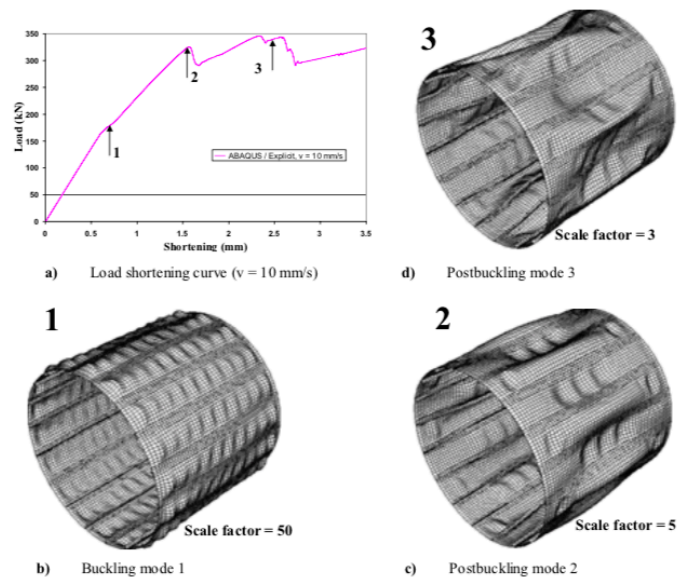 350
300
250
200
150
100
50
0
Load (kN)
1
2
3
ABAQUS / Explicit, v = 10 mm/s
0 0.5 1 1.5 2 2.5 3 3.5
Shortening (mm)
a) Load shortening curve (v = 10 mm/s)
3
Scale factor = 3
d) Postbuckling mode 3
1
Scale factor = 50
b) Buckling mode 1
2
Scale factor = 5
c) Postbuckling mode 2